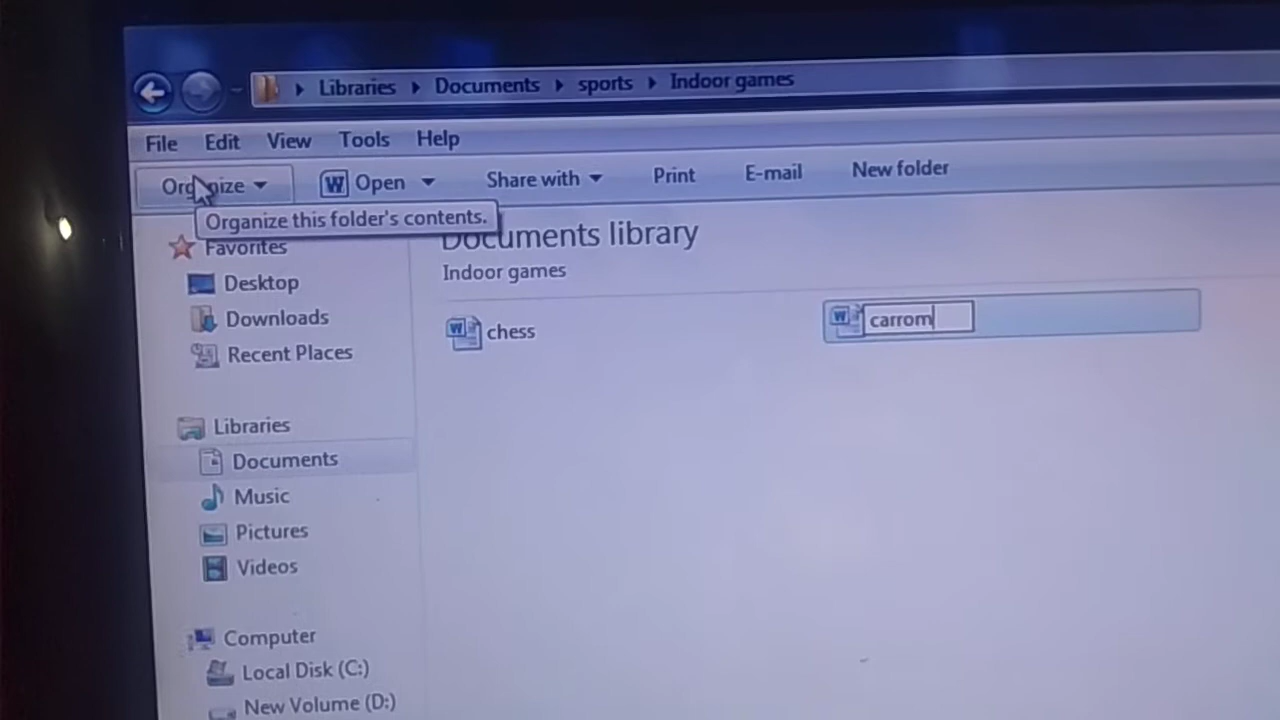 Libraries Documents sports Indoor games
File Edit View Tools Help
Organize Open Share with Print E-mail New folder
Organize this folder's contents.
Favorites
Documents library
Indoor games
Desktop
Downloads
Recent Places
chess
carrom
Libraries
Documents
Music
Pictures
Videos
Computer
Local Disk (C:)
New Volume (D:)